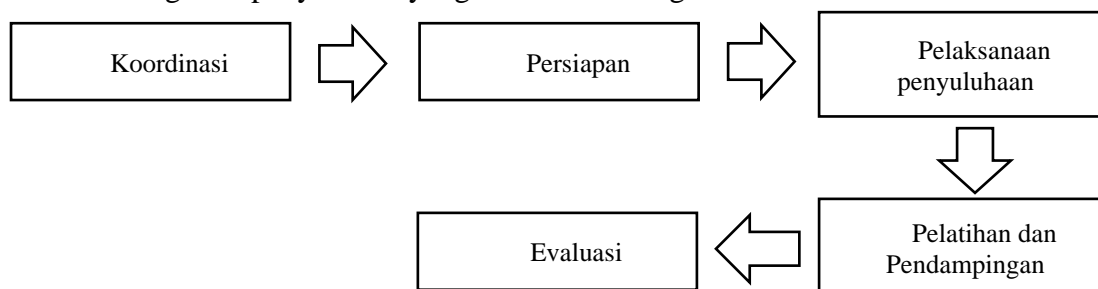 Koordinasi
Persiapan
Pelaksanaan
penyuluhaan
Pelatihan dan
Pendampingan
Evaluasi